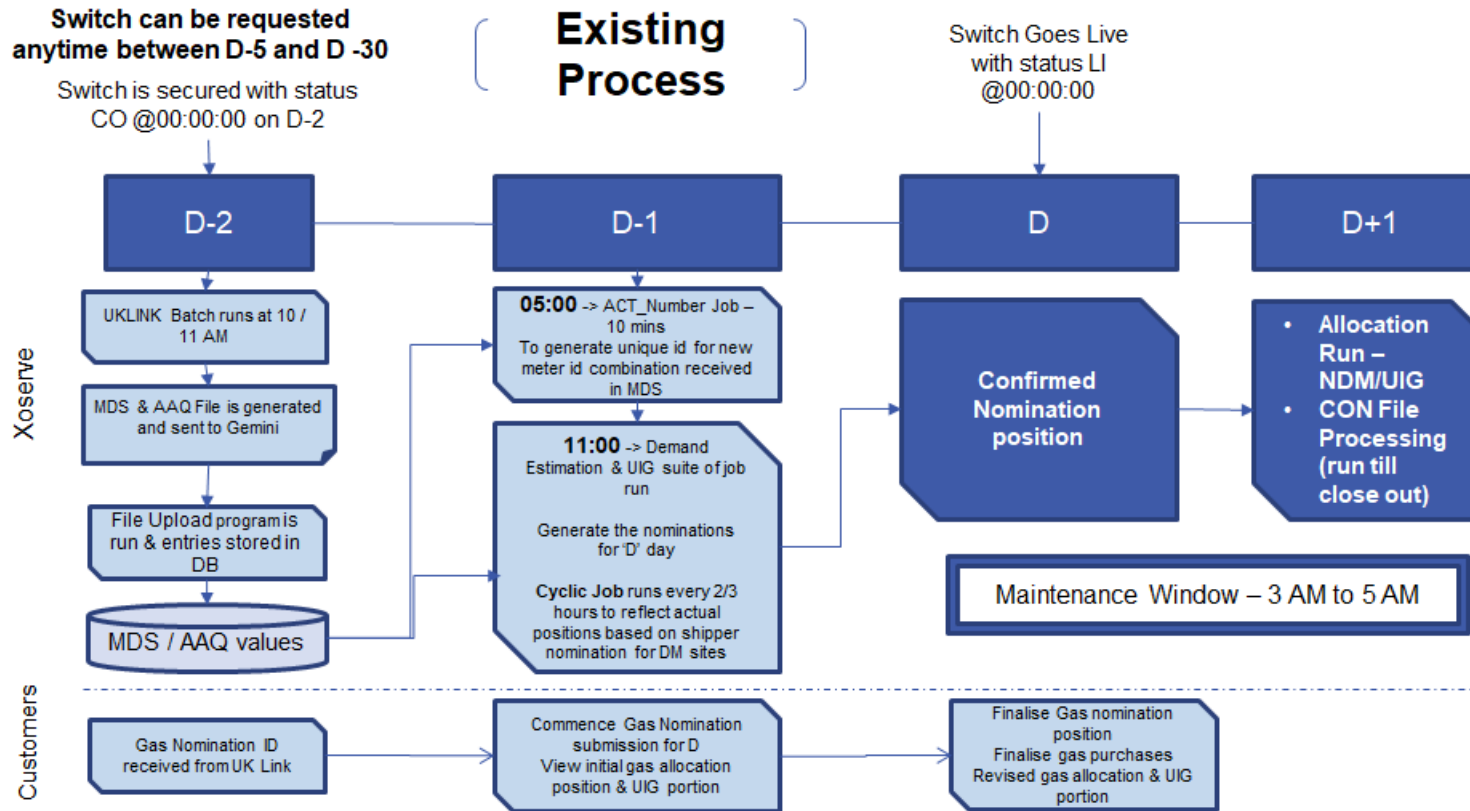 Switch can be requested
anytime between D-5 and D -30
Switch is secured with status
CO @00:00:00 on D-2
Existing
Process
Switch Goes Live
with status LI
@00:00:00
D-2
D-1
D
D+1
Xoserve
UKLINK Batch runs at 10 /
11 AM
MDS & AAQ File is generated
and sent to Gemini
File Upload program is
run & entries stored in
DB
MDS / AAQ values
05:00 -> ACT_Number Job –
10 mins
To generate unique id for new
meter id combination received
in MDS
11:00 -> Demand
Estimation & UIG suite of job
run
Generate the nominations
for ‘D’ day
Cyclic Job runs every 2/3
hours to reflect actual
positions based on shipper
nomination for DM sites
Confirmed
Nomination
position
• Allocation
Run –
NDM/UIG
• CON File
Processing
(run till
close out)
Maintenance Window – 3 AM to 5 AM
Customers
Gas Nomination ID
received from UK Link
Commence Gas Nomination
submission for D
View initial gas allocation
position & UIG portion
Finalise Gas nomination
position
Finalise gas purchases
Revised gas allocation & UIG
portion